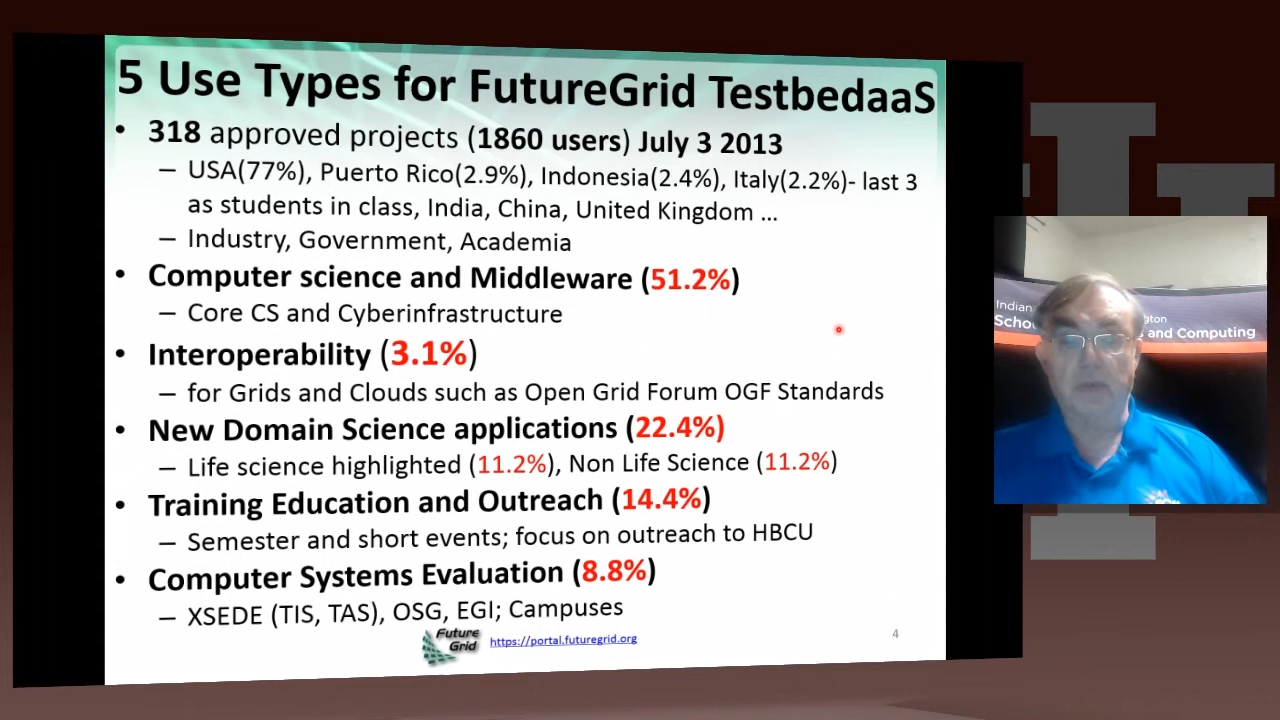 5 Use Types for FutureGrid TestbedaaS
• 318 approved projects (1860 users) July 3 2013
– USA(77%), Puerto Rico(2.9%), Indonesia(2.4%), Italy(2.2%)- last 3
as students in class, India, China, United Kingdom …
– Industry, Government, Academia
• Computer science and Middleware (51.2%)
– Core CS and Cyberinfrastructure
• Interoperability (3.1%)
– for Grids and Clouds such as Open Grid Forum OGF Standards
• New Domain Science applications (22.4%)
– Life science highlighted (11.2%), Non Life Science (11.2%)
• Training Education and Outreach (14.4%)
– Semester and short events; focus on outreach to HBCU
• Computer Systems Evaluation (8.8%)
– XSEDE (TIS, TAS), OSG, EGI; Campuses
Future
Grid
https://portal.futuregrid.org
4
Indian
gton
Scho
and Computing